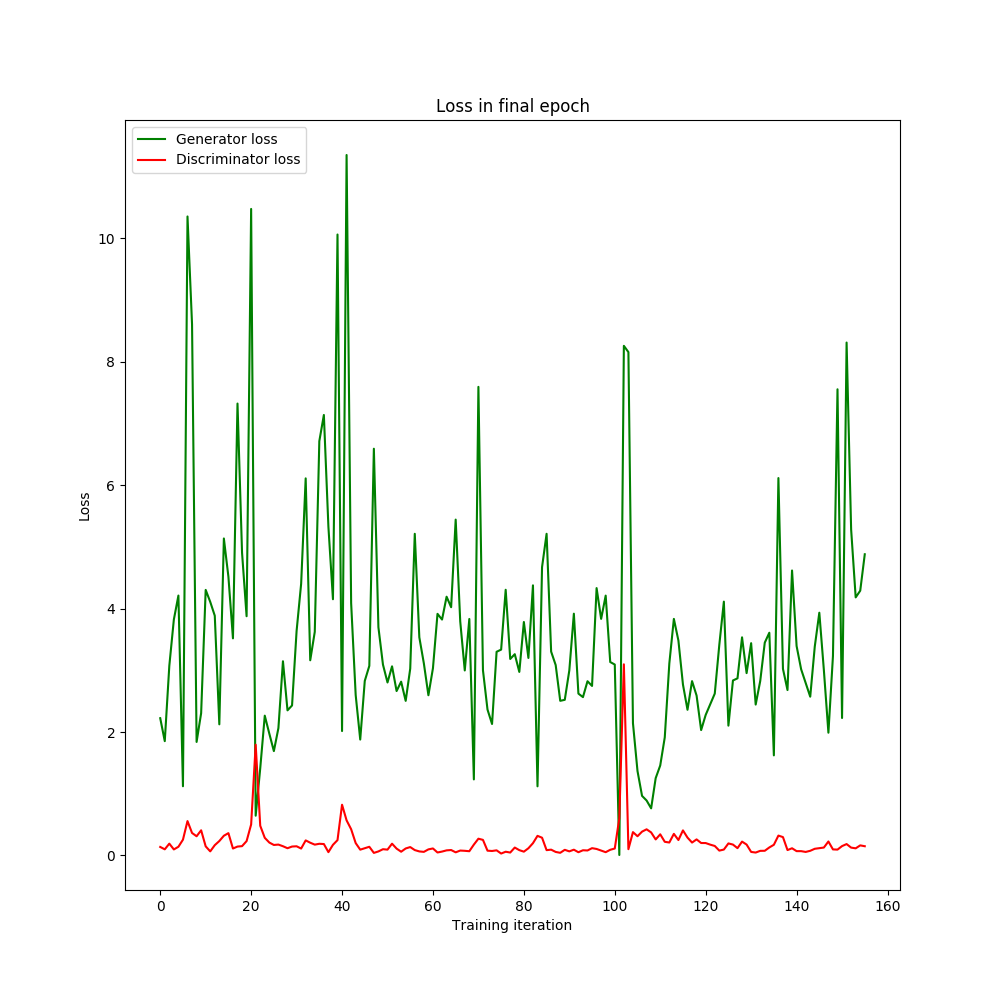 Loss in final epoch
Generator loss
Discriminator loss
10
8
6
4
2
0
Loss
0 20 40 60 80 100 120 140 160
Training iteration